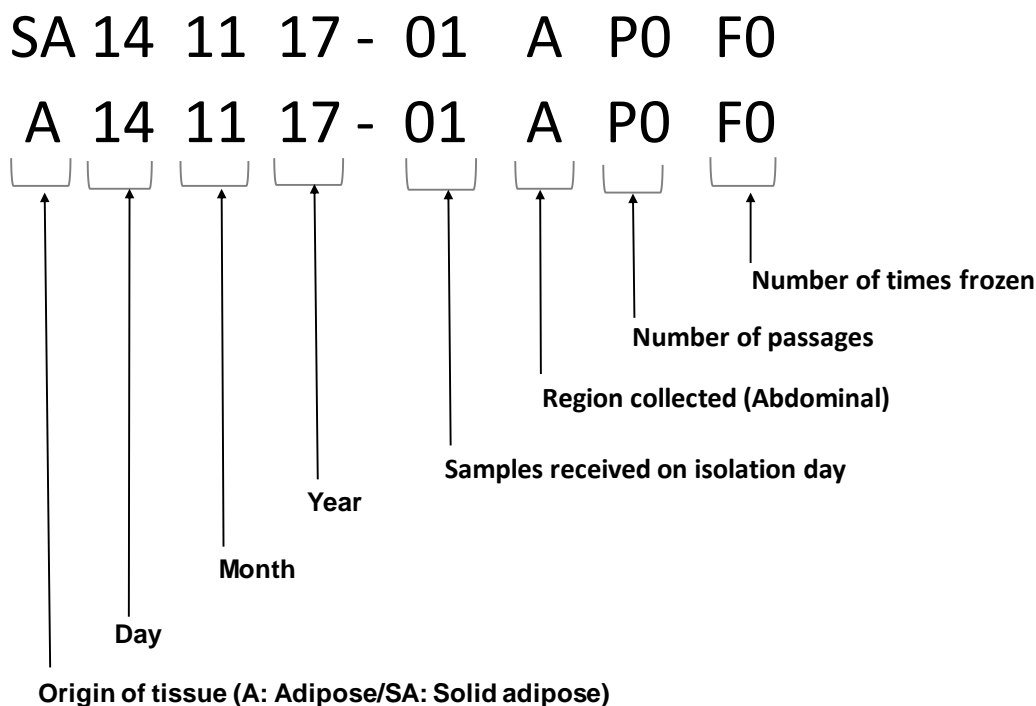 SA 14 11 17 - 01 A P0 F0
A 14 11 17 - 01 A P0 F0
Number of times frozen
Number of passages
Region collected (Abdominal)
Samples received on isolation day
Year
Month
Day
Origin of tissue (A: Adipose/SA: Solid adipose)